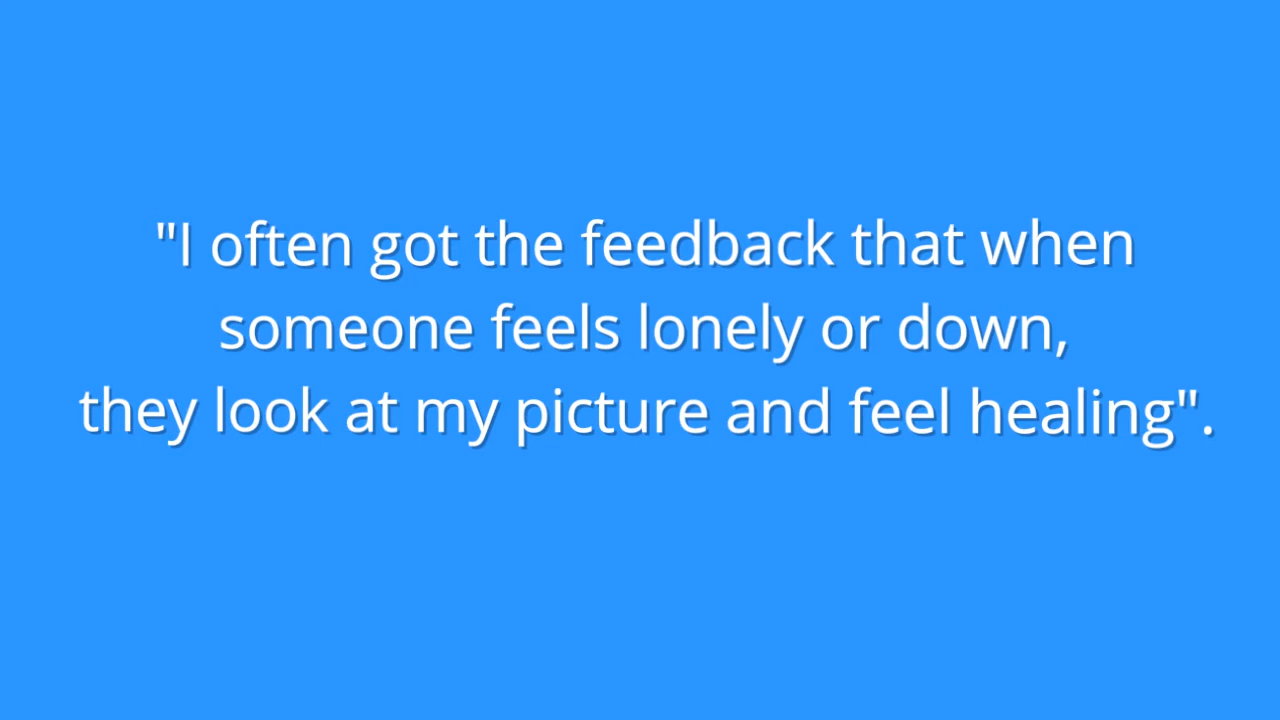 "I often got the feedback that when
someone feels lonely or down,
they look at my picture and feel healing".